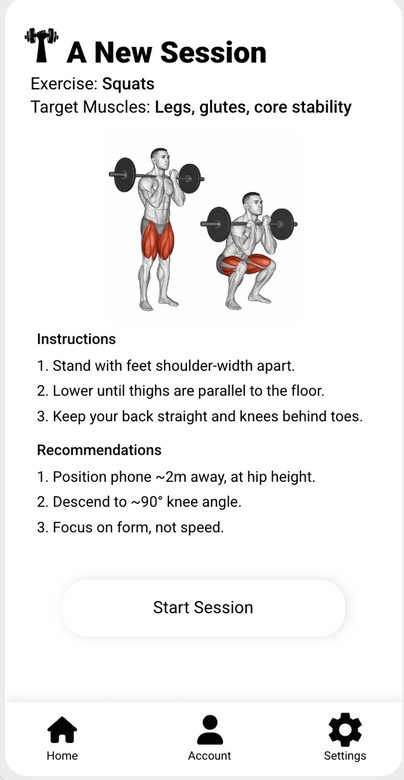 A New Session
Exercise: Squats
Target Muscles: Legs, glutes, core stability
Instructions
1. Stand with feet shoulder-width apart.
2. Lower until thighs are parallel to the floor.
3. Keep your back straight and knees behind toes.
Recommendations
1. Position phone ~2m away, at hip height.
2. Descend to ~90° knee angle.
3. Focus on form, not speed.
Start Session
Home Account Settings